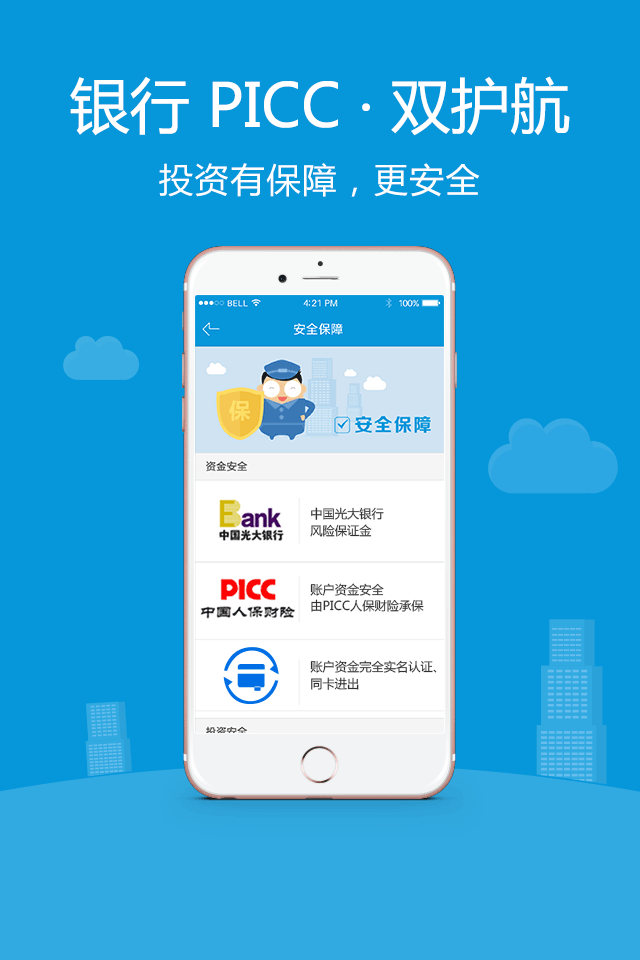 银行 PICC · 双护航
投资有保障，更安全
BELL 4:21 PM 100%
安全保障
保
安全保障
资金安全
Bank
中国光大银行
中国光大银行
风险保证金
PICC
中国人保财险
账户资金安全
由PICC人保财险承保
账户资金完全实名认证、
同卡进出
投资安全